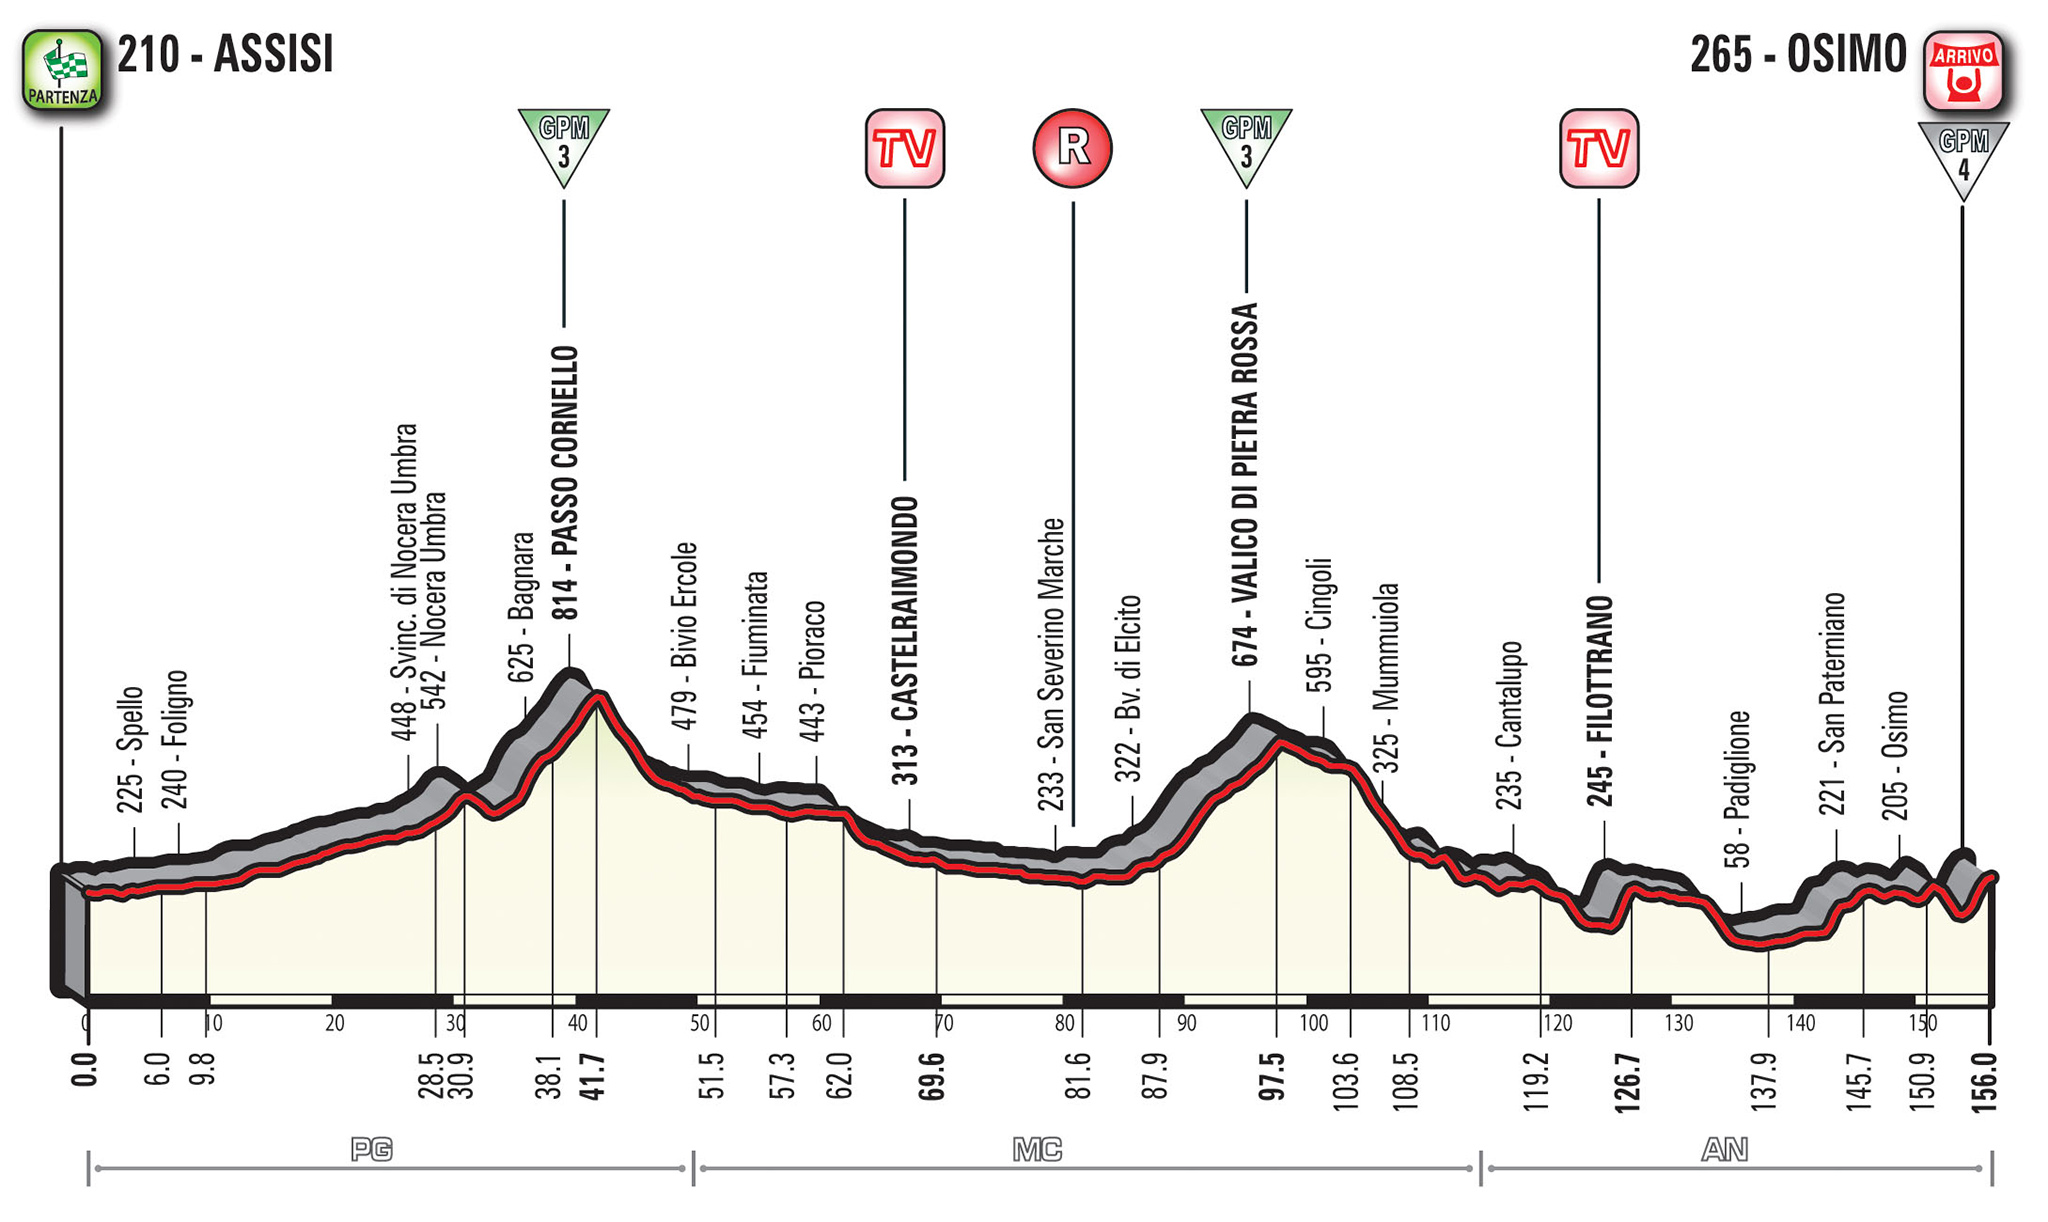 210 - ASSISI
265 - OSIMO
PARTENZA
ARRIVO
GPM
3
TV
R
GPM
3
TV
GPM
4
225 - Spello
240 - Foligno
448 - Svinc. di Nocera Umbra
542 - Nocera Umbra
625 - Bagnara
814 - PASSO CORNELLO
479 - Bivio Ercole
454 - Fiuminata
443 - Pioraco
313 - CASTELRAIMONDO
233 - San Severino Marche
322 - Bv. di Elcito
674 - VALICO DI PIETRA ROSSA
595 - Cingoli
325 - Mummuiola
235 - Cantalupo
245 - FILOTTRANO
58 - Padiglione
221 - San Paterniano
205 - Osimo
0 10 20 30 40 50 60 70 80 90 100 110 120 130 140 150
0.0 6.0 9.8 28.5 30.9 38.1 41.7 51.5 57.3 62.0 69.6 81.6 87.9 97.5 103.6 108.5 119.2 126.7 137.9 145.7 150.9 156.0
PG MC AN